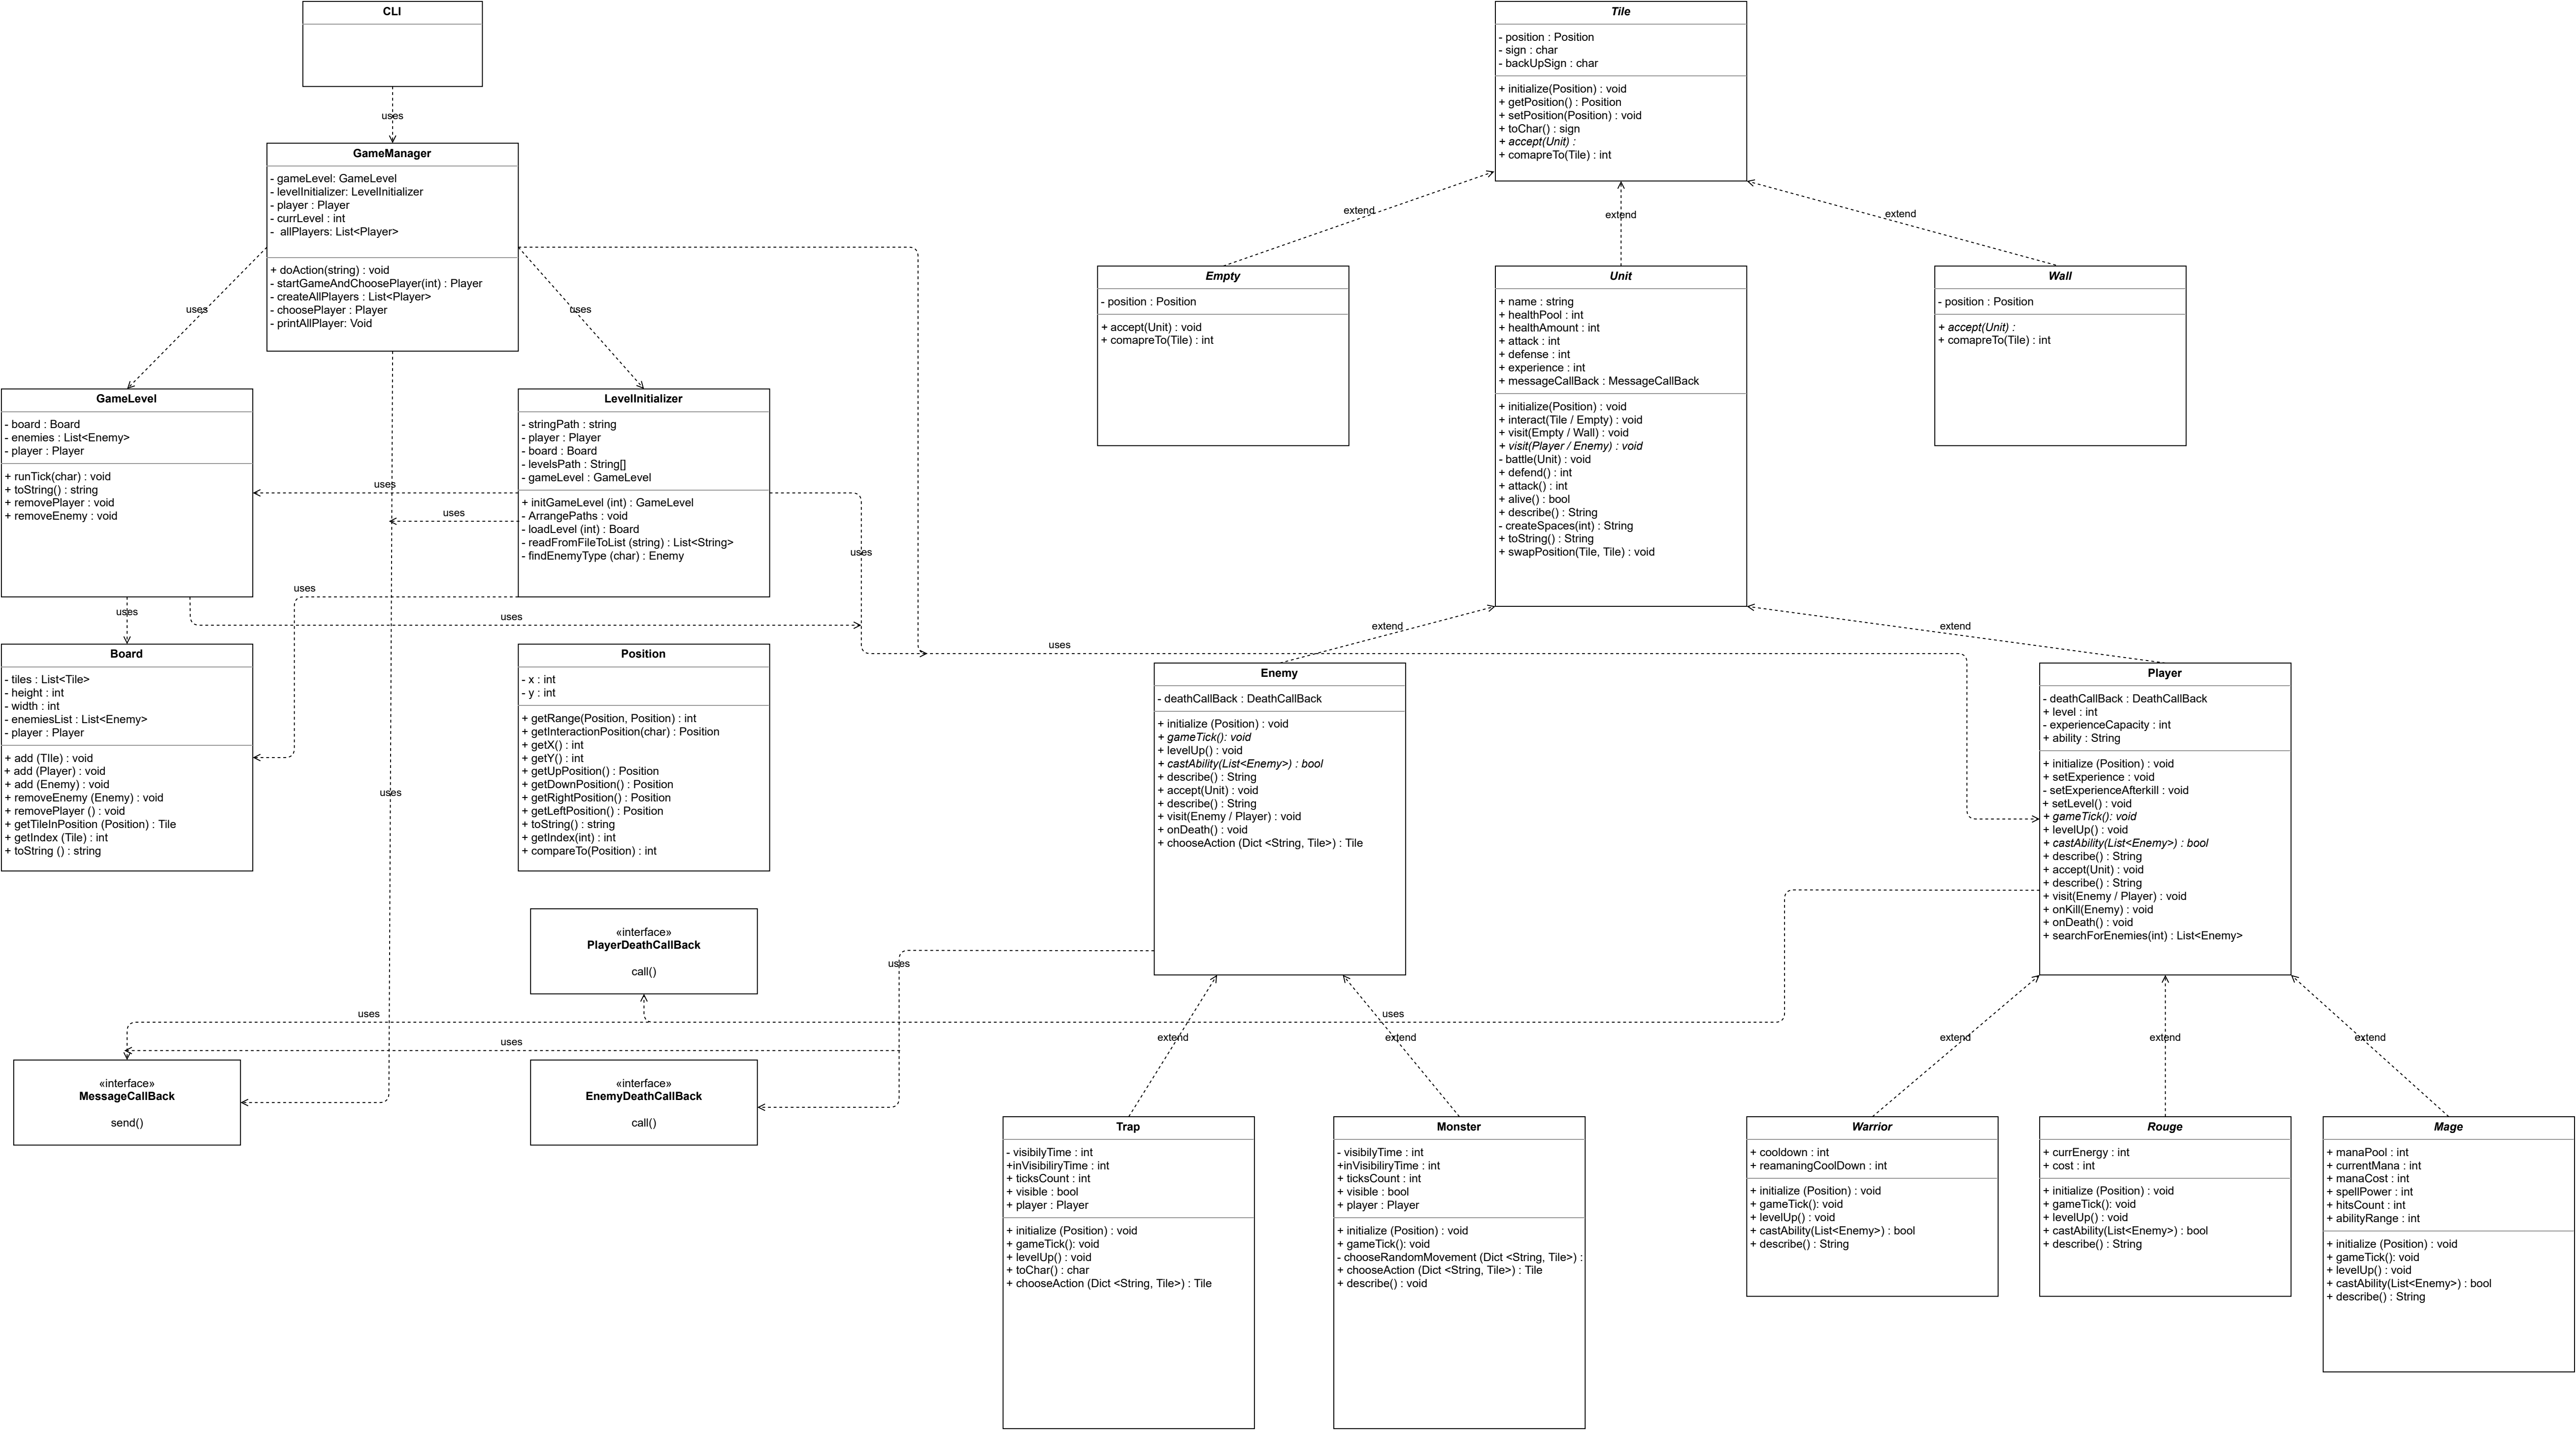 CLI
uses
GameManager
- gameLevel: GameLevel
- levelInitializer: LevelInitializer
- player : Player
- currLevel : int
-  allPlayers: List<Player>
+ doAction(string) : void
- startGameAndChoosePlayer(int) : Player
- createAllPlayers : List<Player>
- choosePlayer : Player
- printAllPlayer: Void
uses
uses
GameLevel
- board : Board
- enemies : List<Enemy>
- player : Player
+ runTick(char) : void
+ toString() : string
+ removePlayer : void
+ removeEnemy : void
LevelInitializer
- stringPath : string
- player : Player
- board : Board
- levelsPath : String[]
- gameLevel : GameLevel
+ initGameLevel (int) : GameLevel
- ArrangePaths : void
- loadLevel (int) : Board
- readFromFileToList (string) : List<String>
- findEnemyType (char) : Enemy
uses
uses
uses
uses
uses
uses
uses
Board
- tiles : List<Tile>
- height : int
- width : int
- enemiesList : List<Enemy>
- player : Player
+ add (TIle) : void
+ add (Player) : void
+ add (Enemy) : void
+ removeEnemy (Enemy) : void
+ removePlayer () : void
+ getTileInPosition (Position) : Tile
+ getIndex (Tile) : int
+ toString () : string
uses
Position
- x : int
- y : int
+ getRange(Position, Position) : int
+ getInteractionPosition(char) : Position
+ getX() : int
+ getY() : int
+ getUpPosition() : Position
+ getDownPosition() : Position
+ getRightPosition() : Position
+ getLeftPosition() : Position
+ toString() : string
+ getIndex(int) : int
+ compareTo(Position) : int
«interface»
PlayerDeathCallBack
call()
uses
uses
uses
uses
«interface»
MessageCallBack
send()
«interface»
EnemyDeathCallBack
call()
Tile
- position : Position
- sign : char
- backUpSign : char
+ initialize(Position) : void
+ getPosition() : Position
+ setPosition(Position) : void
+ toChar() : sign
+ accept(Unit) :
+ comapreTo(Tile) : int
extend
extend
extend
Empty
- position : Position
+ accept(Unit) : void
+ comapreTo(Tile) : int
Unit
+ name : string
+ healthPool : int
+ healthAmount : int
+ attack : int
+ defense : int
+ experience : int
+ messageCallBack : MessageCallBack
+ initialize(Position) : void
+ interact(Tile / Empty) : void
+ visit(Empty / Wall) : void
+ visit(Player / Enemy) : void
- battle(Unit) : void
+ defend() : int
+ attack() : int
+ alive() : bool
+ describe() : String
- createSpaces(int) : String
+ toString() : String
+ swapPosition(Tile, Tile) : void
Wall
- position : Position
+ accept(Unit) :
+ comapreTo(Tile) : int
extend
extend
Enemy
- deathCallBack : DeathCallBack
+ initialize (Position) : void
+ gameTick(): void
+ levelUp() : void
+ castAbility(List<Enemy>) : bool
+ describe() : String
+ accept(Unit) : void
+ describe() : String
+ visit(Enemy / Player) : void
+ onDeath() : void
+ chooseAction (Dict <String, Tile>) : Tile
Player
- deathCallBack : DeathCallBack
+ level : int
- experienceCapacity : int
+ ability : String
+ initialize (Position) : void
+ setExperience : void
- setExperienceAfterkill : void
+ setLevel() : void
+ gameTick(): void
+ levelUp() : void
+ castAbility(List<Enemy>) : bool
+ describe() : String
+ accept(Unit) : void
+ describe() : String
+ visit(Enemy / Player) : void
+ onKill(Enemy) : void
+ onDeath() : void
+ searchForEnemies(int) : List<Enemy>
extend
extend
extend
extend
extend
Trap
- visibilyTime : int
+inVisibiliryTime : int
+ ticksCount : int
+ visible : bool
+ player : Player
+ initialize (Position) : void
+ gameTick(): void
+ levelUp() : void
+ toChar() : char
+ chooseAction (Dict <String, Tile>) : Tile
Monster
- visibilyTime : int
+inVisibiliryTime : int
+ ticksCount : int
+ visible : bool
+ player : Player
+ initialize (Position) : void
+ gameTick(): void
- chooseRandomMovement (Dict <String, Tile>) :
+ chooseAction (Dict <String, Tile>) : Tile
+ describe() : void
Warrior
+ cooldown : int
+ reamaningCoolDown : int
+ initialize (Position) : void
+ gameTick(): void
+ levelUp() : void
+ castAbility(List<Enemy>) : bool
+ describe() : String
Rouge
+ currEnergy : int
+ cost : int
+ initialize (Position) : void
+ gameTick(): void
+ levelUp() : void
+ castAbility(List<Enemy>) : bool
+ describe() : String
Mage
+ manaPool : int
+ currentMana : int
+ manaCost : int
+ spellPower : int
+ hitsCount : int
+ abilityRange : int
+ initialize (Position) : void
+ gameTick(): void
+ levelUp() : void
+ castAbility(List<Enemy>) : bool
+ describe() : String